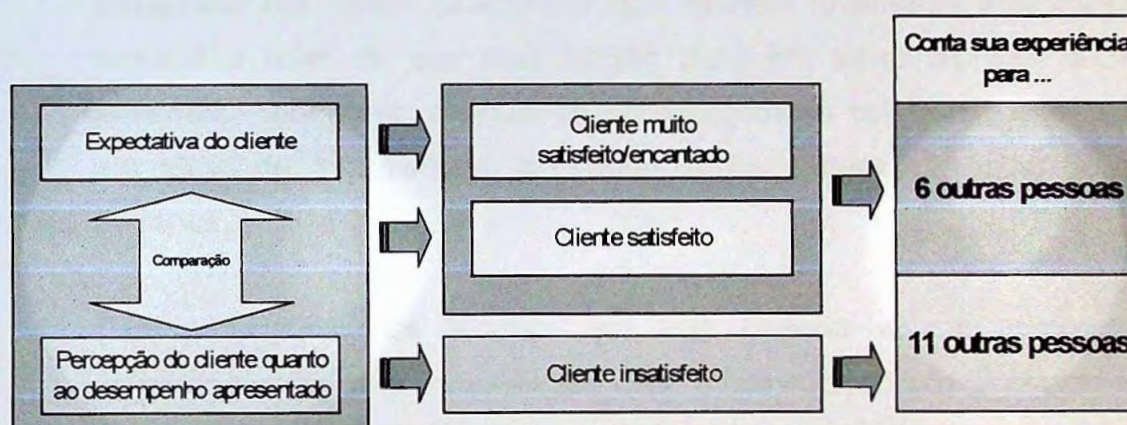 Expectativa do cliente
Comparação
Percepção do cliente quanto
ao desempenho apresentado
Cliente muito
satisfeito/encantado
Cliente satisfeito
Cliente insatisfeito
Conta sua experiência
para ...
6 outras pessoas
11 outras pessoas